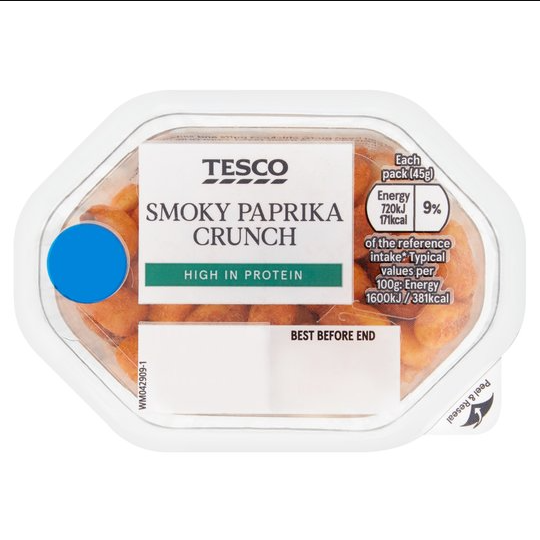 TESCO
SMOKY PAPRIKA
CRUNCH
HIGH IN PROTEIN
Each
pack (45g)
Energy
720kJ
171kcal
9%
of the reference
intake* Typical
values per
100g: Energy
1600kJ / 381kcal
BEST BEFORE END
WM042909-1
Peel & Reseal